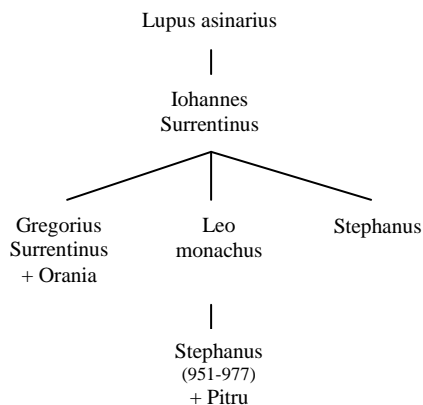 Lupus asinarius
Iohannes
Surrentinus
Gregorius
Surrentinus
+ Orania
Leo
monachus
Stephanus
Stephanus
(951-977)
+ Pitru